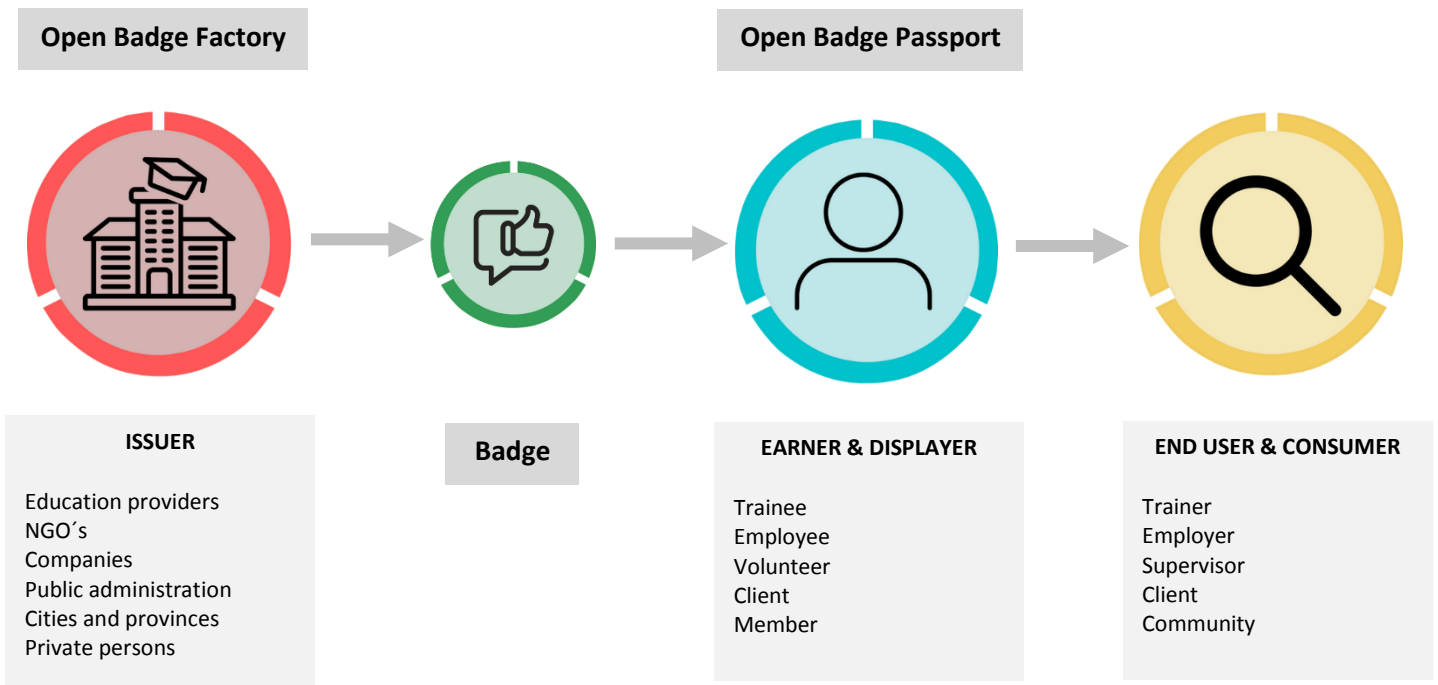 Open Badge Factory
Open Badge Passport
ISSUER
Education providers
NGO´s
Companies
Public administration
Cities and provinces
Private persons
Badge
EARNER & DISPLAYER
Trainee
Employee
Volunteer
Client
Member
END USER & CONSUMER
Trainer
Employer
Supervisor
Client
Community